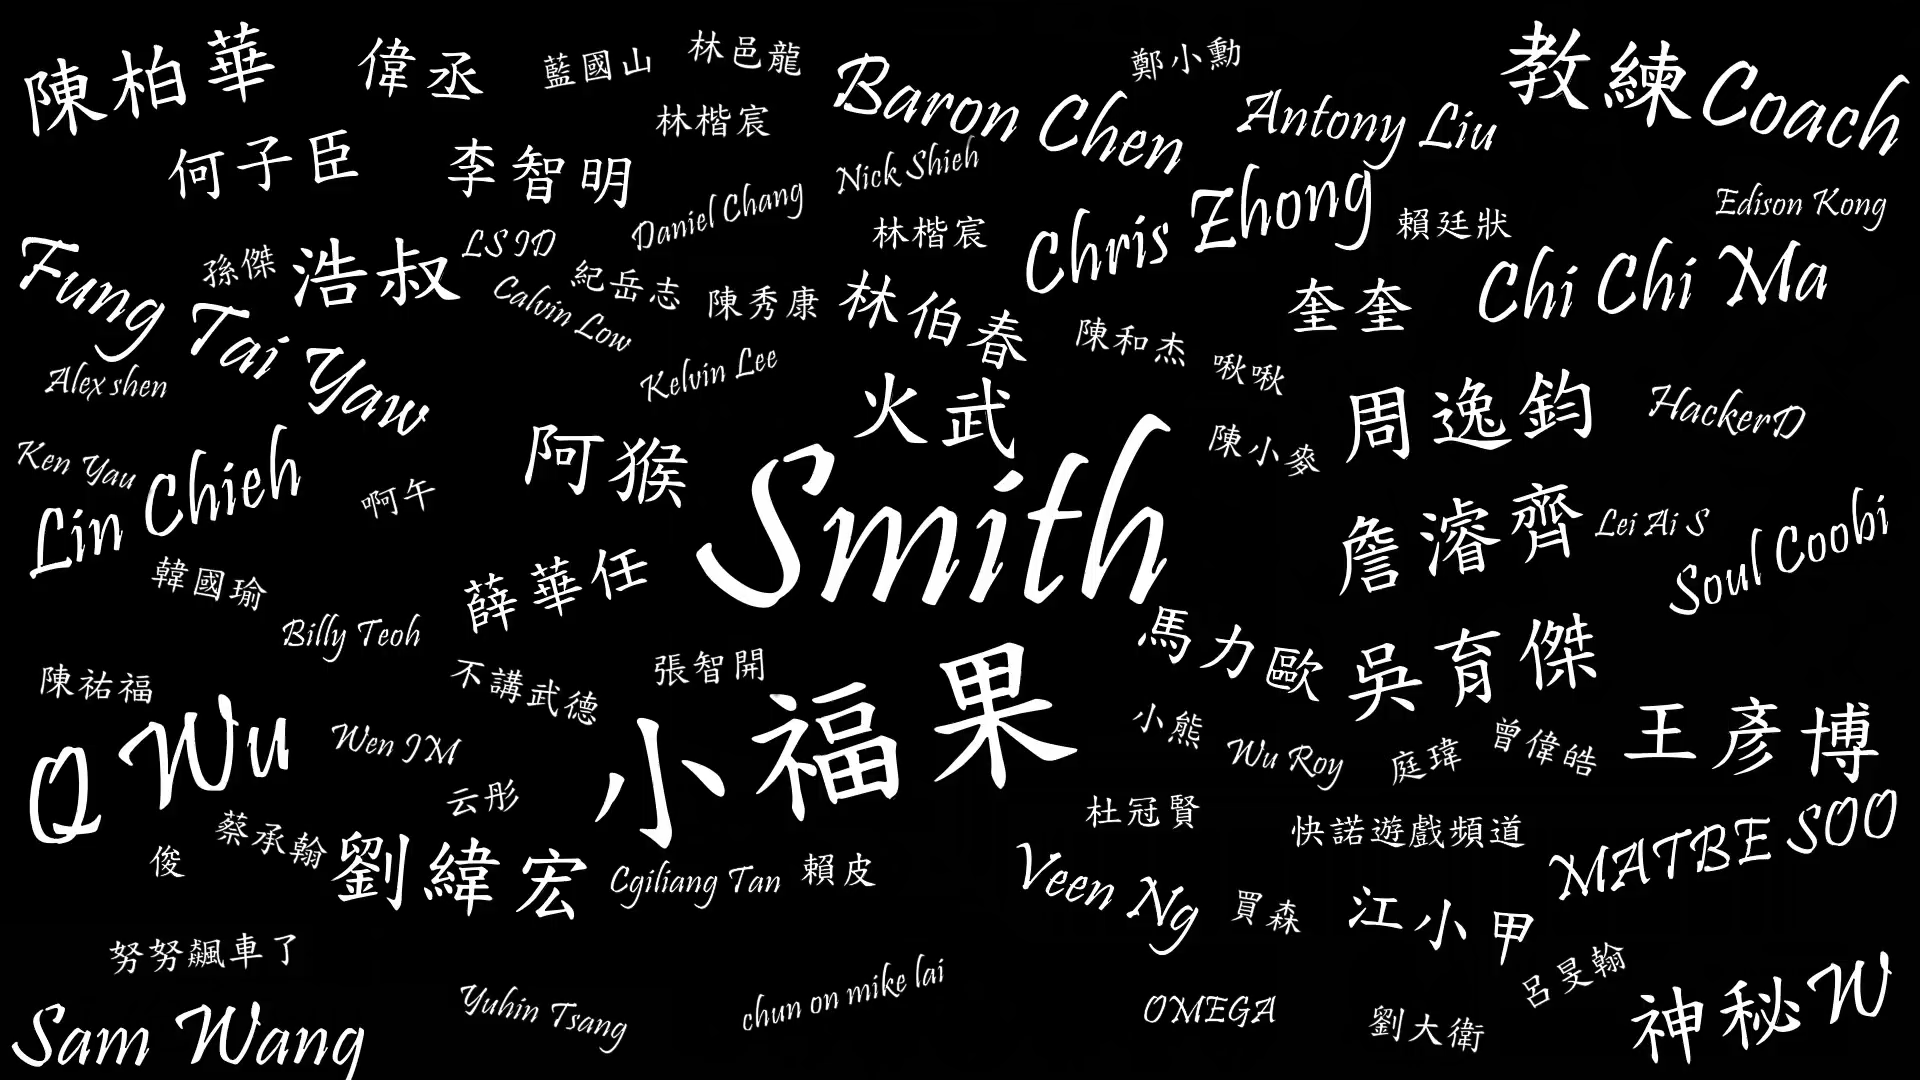 陳柏華
偉丞
藍國山
林邑龍
Baron Chen
鄭小勳
Antony Liu
教練Coach
林楷宸
何子臣
李智明
Daniel Chang
Nick Shieh
Chris Zhong
Edison Kong
Fung Tai Yaw
孫傑
浩叔
LS JD
林楷宸
賴廷狀
Calvin Low
紀岳志
陳秀康
林伯春
奎奎
Chi Chi Ma
陳和杰
啾啾
Alex shen
Kelvin Lee
火武
周逸鈞
HackerD
Ken Yau
Lin Chieh
啊午
阿猴
Smith
陳小麥
詹濬齊
Lei Ai S
Soul Coobi
韓國瑜
Billy Teoh
薛華任
馬力歐
吳育傑
陳祐福
不講武德
張智開
小福果
Q Wu
Wen JM
小熊
Wu Roy
庭瑋
曾偉皓
王彥博
云彤
杜冠賢
快諾遊戲頻道
MATBE SOO
俊
蔡承翰
劉緯宏
Cgiliang Tan
賴皮
Veen Ng
買森
江小甲
努努飆車了
呂旻翰
神秘W
Sam Wang
Yuhin Tsang
chun on mike lai
OMEGA
劉大衛